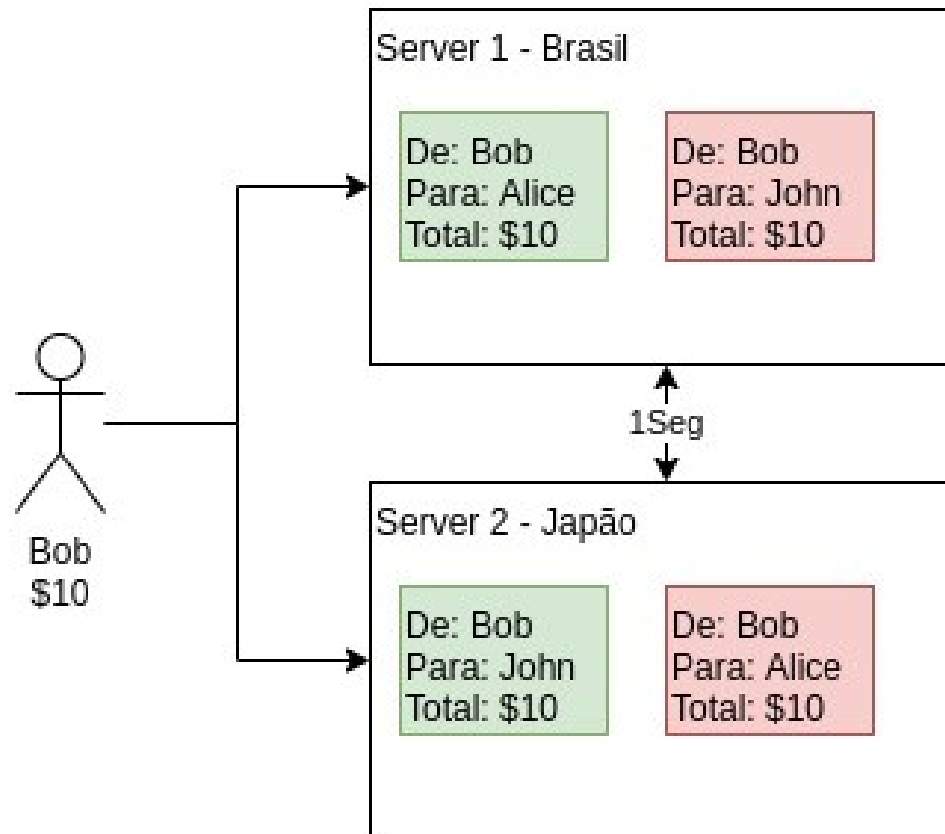 Server 1 - Brasil
De: Bob
Para: Alice
Total: $10
De: Bob
Para: John
Total: $10
1Seg
Bob
$10
Server 2 - Japão
De: Bob
Para: John
Total: $10
De: Bob
Para: Alice
Total: $10